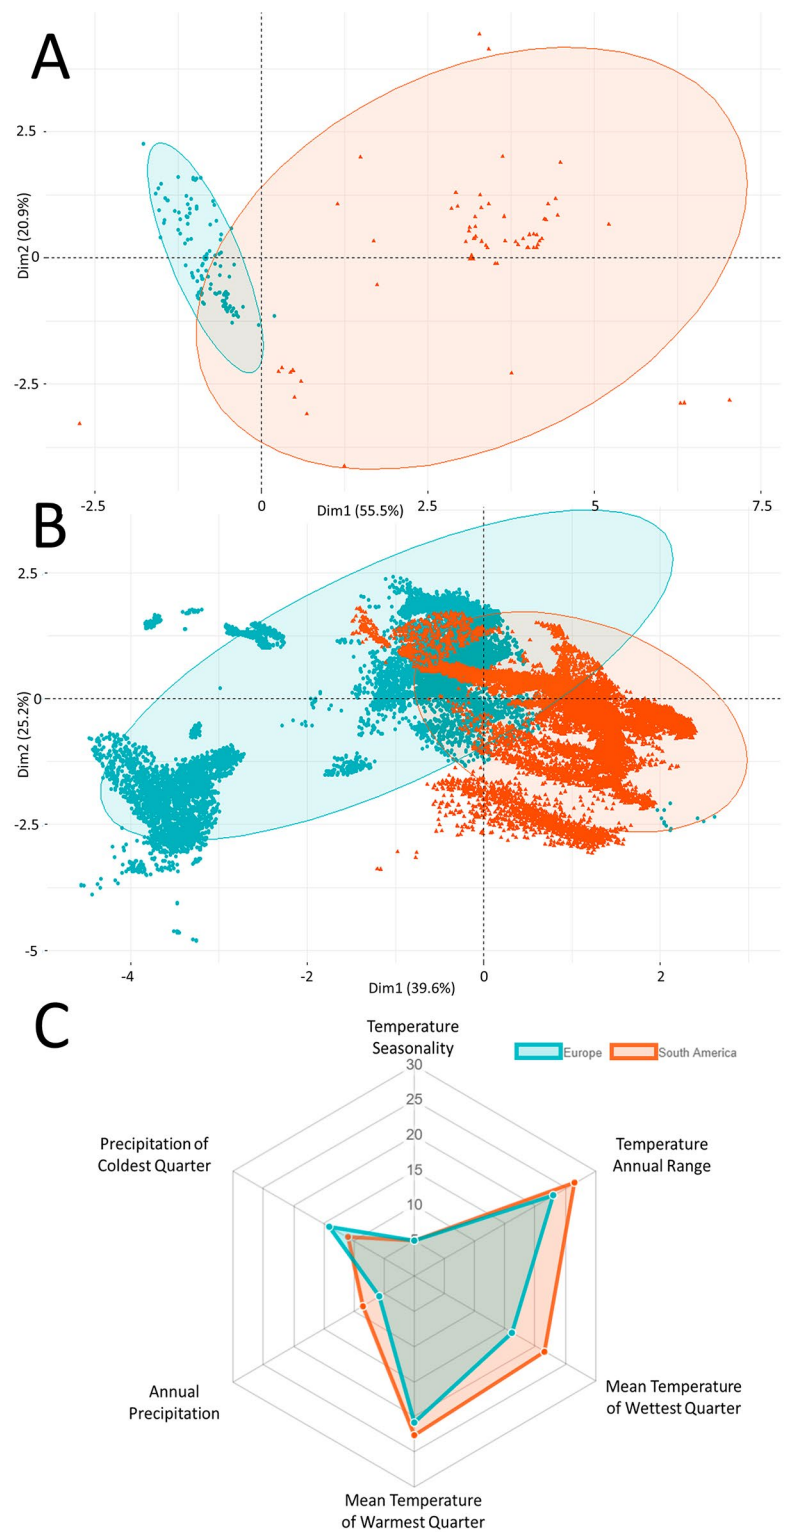 A
2.5
0
-2.5
Dim2 (20.9%)
-2.5
0
2.5
5
7.5
Dim1 (55.5%)
B
2.5
0
-2.5
-5
Dim2 (25.2%)
-4
-2
0
2
Dim1 (39.6%)
C
Temperature
Seasonality
Europe
South America
30
25
20
15
10
5
Precipitation of
Coldest Quarter
Temperature
Annual Range
Annual
Precipitation
Mean Temperature
of Wettest Quarter
Mean Temperature
of Warmest Quarter